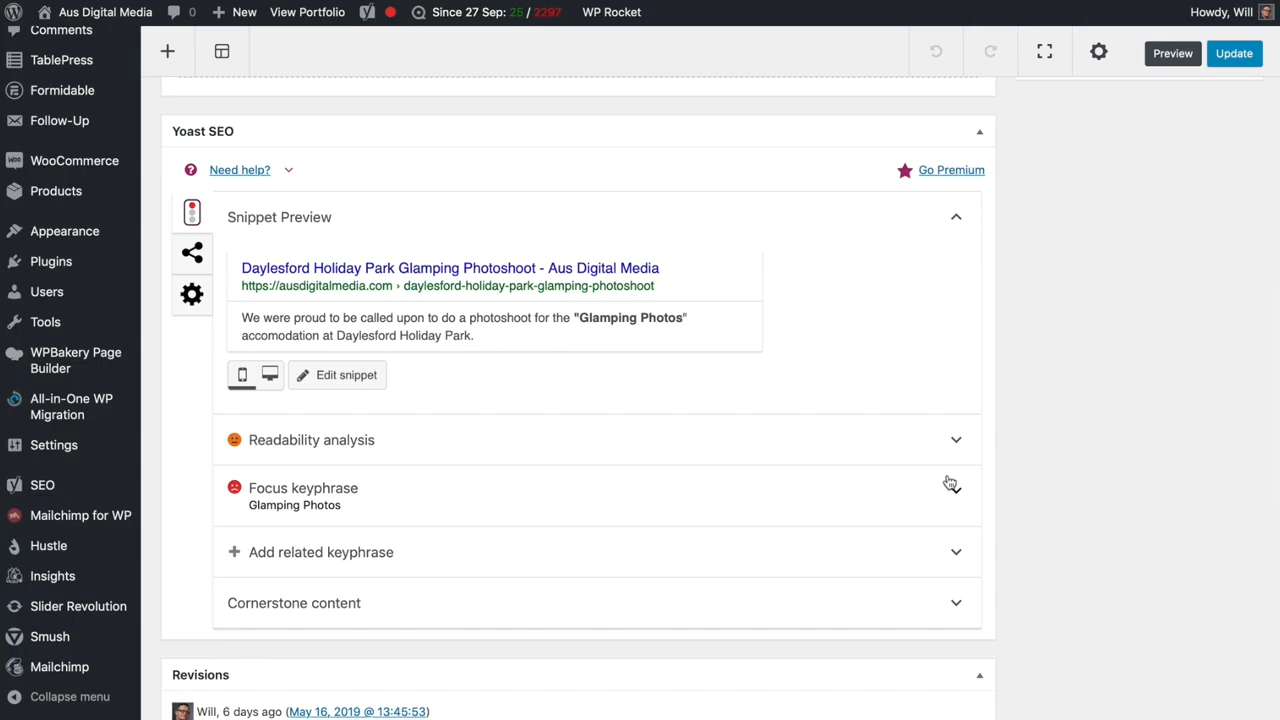 Aus Digital Media 0 New View Portfolio Since 27 Sep: 25 / 2297 WP Rocket Howdy, Will
Comments
TablePress
Formidable
Follow-Up
WooCommerce
Products
Appearance
Plugins
Users
Tools
WPBakery Page
Builder
All-in-One WP
Migration
Settings
SEO
Mailchimp for WP
Hustle
Insights
Slider Revolution
Smush
Mailchimp
Collapse menu
Preview Update
Yoast SEO
Need help? Go Premium
Snippet Preview
Daylesford Holiday Park Glamping Photoshoot - Aus Digital Media
https://ausdigitalmedia.com › daylesford-holiday-park-glamping-photoshoot
We were proud to be called upon to do a photoshoot for the "Glamping Photos"
accomodation at Daylesford Holiday Park.
Edit snippet
Readability analysis
Focus keyphrase
Glamping Photos
Add related keyphrase
Cornerstone content
Revisions
Will, 6 days ago (May 16, 2019 @ 13:45:53)